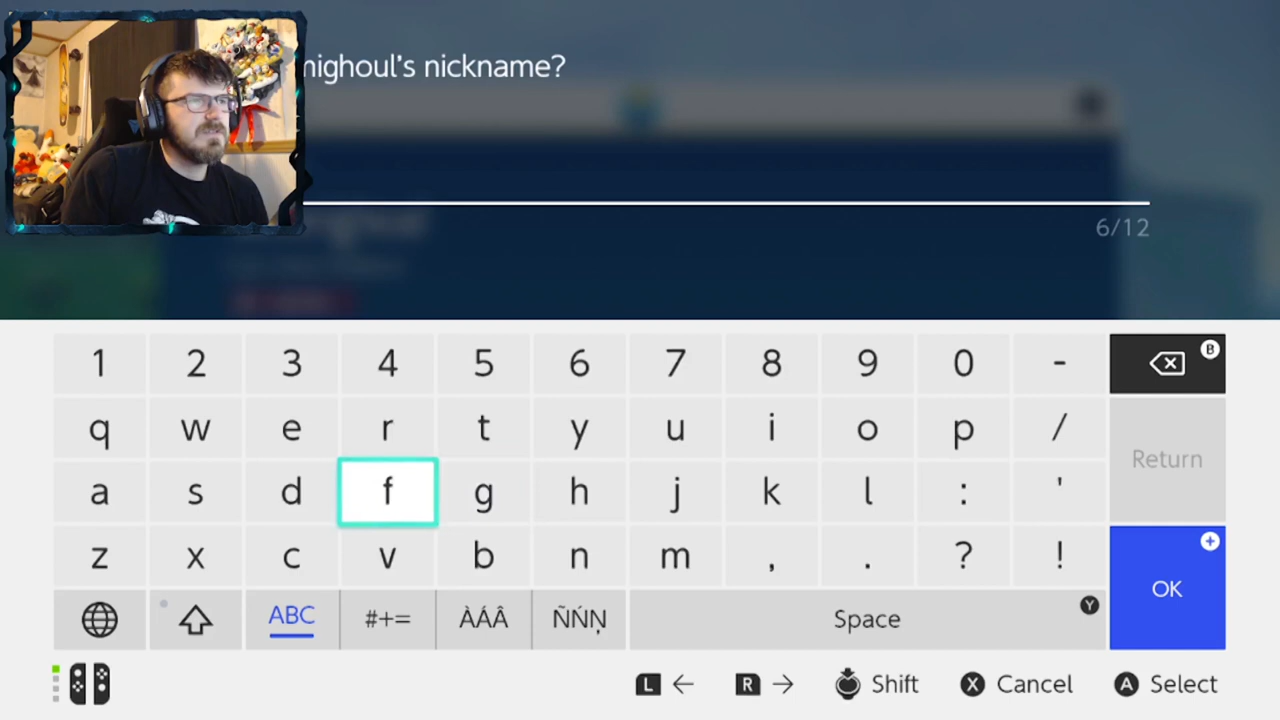 mighoul's nickname?
6/12
1 2 3 4 5 6 7 8 9 0 - B
q w e r t y u i o p /
Return
a s d f g h j k l : '
z x c v b n m , . ? ! +
OK
ABC #+= ÀÁÂ ÑŃŅ Space Y
L ← R → Shift X Cancel A Select